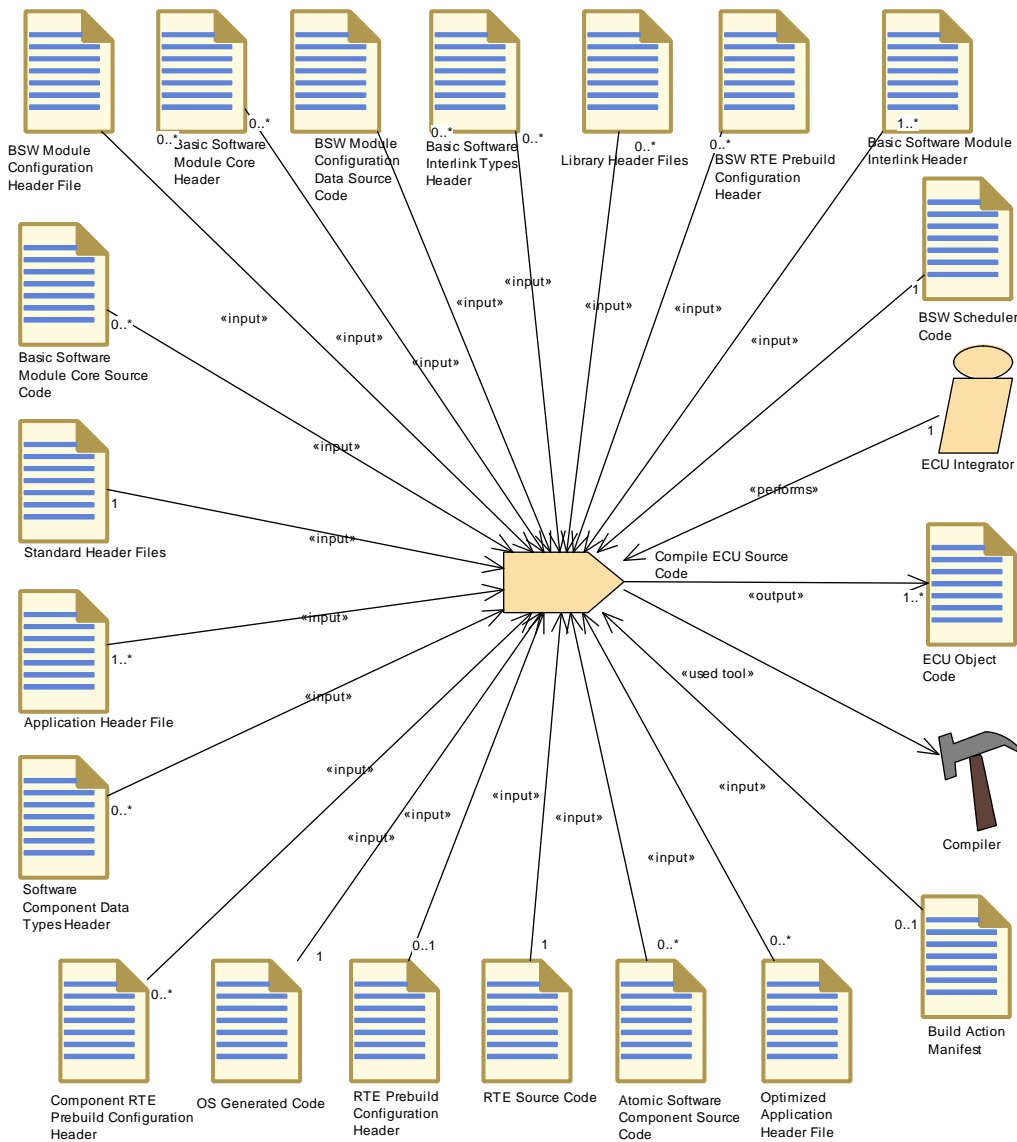 BSW Module
Configuration
Header File
0..*
Basic Software
Module Core
Header
0..*
BSW Module
Configuration
Data Source
Code
0..*
Basic Software
Interlink Types
Header
0..*
Library Header Files
0..*
BSW RTE Prebuild
Configuration
Header
0..*
Basic Software Module
Interlink Header
1..*
BSW Scheduler
Code
1
«input»
«input»
«input»
«input»
«input»
«input»
«input»
«input»
Basic Software
Module Core Source
Code
0..*
«input»
ECU Integrator
1
«performs»
Standard Header Files
1
«input»
Compile ECU Source
Code
«output»
ECU Object
Code
1..*
Application Header File
1..*
«input»
«used tool»
Compiler
Software
Component Data
Types Header
0..*
«input»
«input»
«input»
«input»
«input»
«input»
«input»
«input»
Component RTE
Prebuild Configuration
Header
0..*
OS Generated Code
1
RTE Prebuild
Configuration
Header
0..1
RTE Source Code
1
Atomic Software
Component Source
Code
0..*
Optimized
Application
Header File
0..*
Build Action
Manifest
0..1